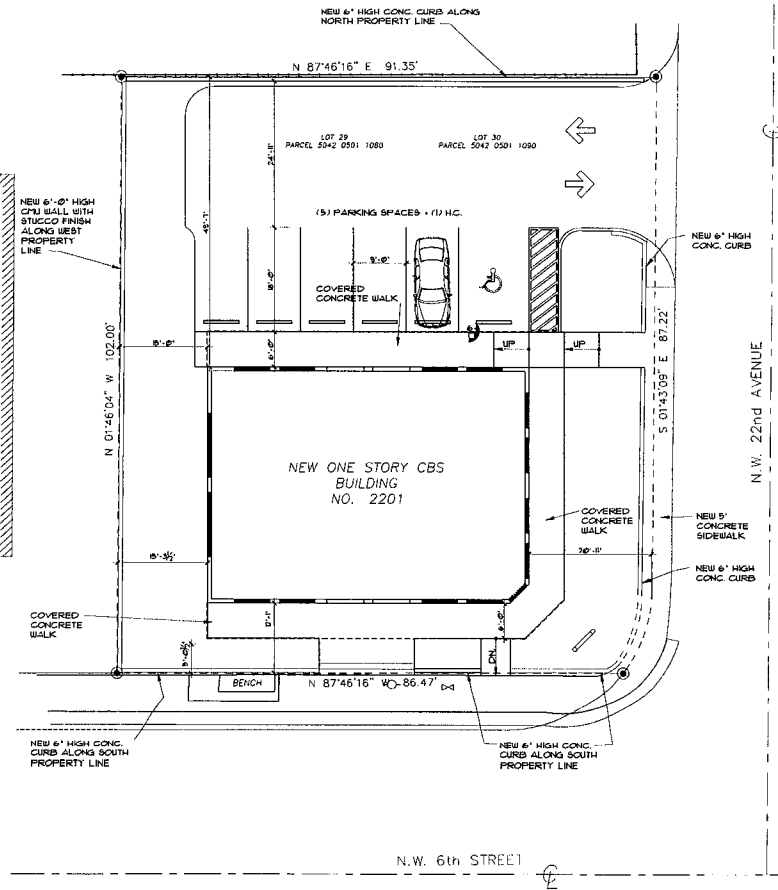 NEW 6" HIGH CONC. CURB ALONG
NORTH PROPERTY LINE
N 87°46'16" E 91.35'
LOT 29
PARCEL 5042 0501 1080
LOT 30
PARCEL 5042 0501 1090
24'-11"
NEW 6'-0" HIGH
CMU WALL WITH
STUCCO FINISH
ALONG WEST
PROPERTY
LINE
(5) PARKING SPACES + (1) H.C.
NEW 6" HIGH
CONC. CURB
9'-0"
18'-0"
COVERED
CONCRETE WALK
6'-0"
UP
UP
N 01°46'04" W 102.00'
S 01°43'09" E 87.22'
N.W. 22nd AVENUE
NEW ONE STORY CBS
BUILDING
NO. 2201
COVERED
CONCRETE
WALK
NEW 5'
CONCRETE
SIDEWALK
20'-11"
NEW 6" HIGH
CONC. CURB
15'-3½"
COVERED
CONCRETE
WALK
12'-1"
6'-0"
DN.
BENCH
N 87°46'16" W 86.47'
NEW 6" HIGH CONC.
CURB ALONG SOUTH
PROPERTY LINE
NEW 6" HIGH CONC.
CURB ALONG SOUTH
PROPERTY LINE
N.W. 6th STREET